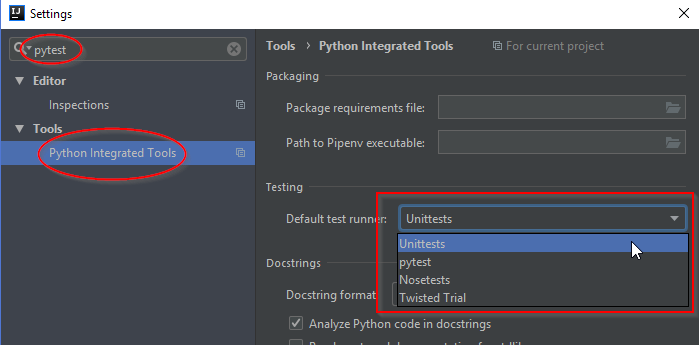 IJ Settings
pytest
Tools › Python Integrated Tools For current project
Editor
Inspections
Tools
Python Integrated Tools
Packaging
Package requirements file:
Path to Pipenv executable:
Testing
Default test runner: Unittests
Unittests
pytest
Nosetests
Twisted Trial
Docstrings
Docstring format
Analyze Python code in docstrings